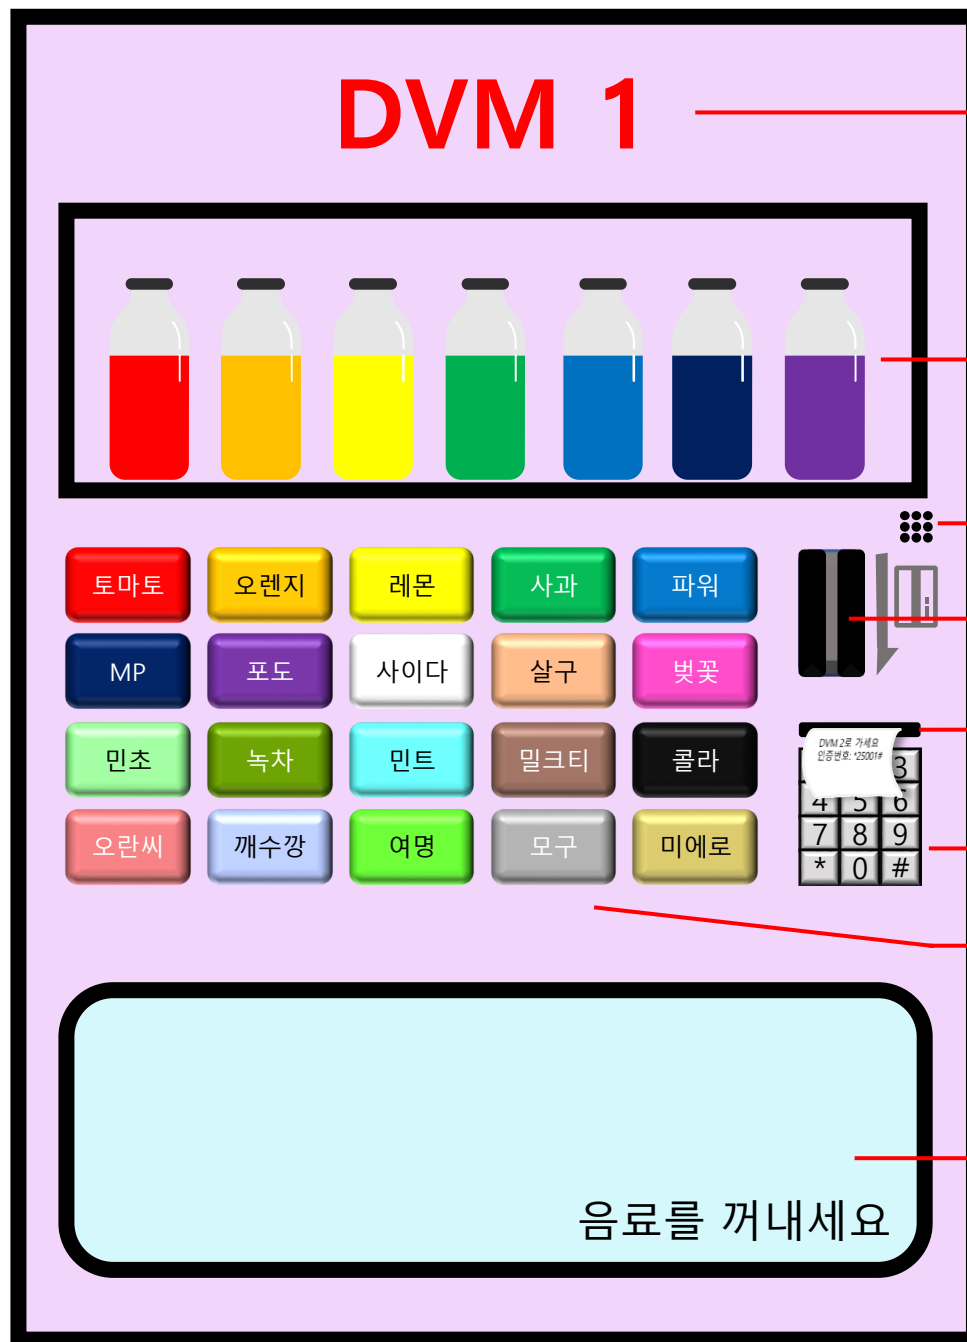 DVM 1
토마토 오렌지 레몬 사과 파워
MP 포도 사이다 살구 벚꽃
민초 녹차 민트 밀크티 콜라
오란씨 깨수깡 여명 모구 미에로
DVM 2로 가세요
인증번호: *25001#
3
4 5 6
7 8 9
* 0 #
음료를 꺼내세요